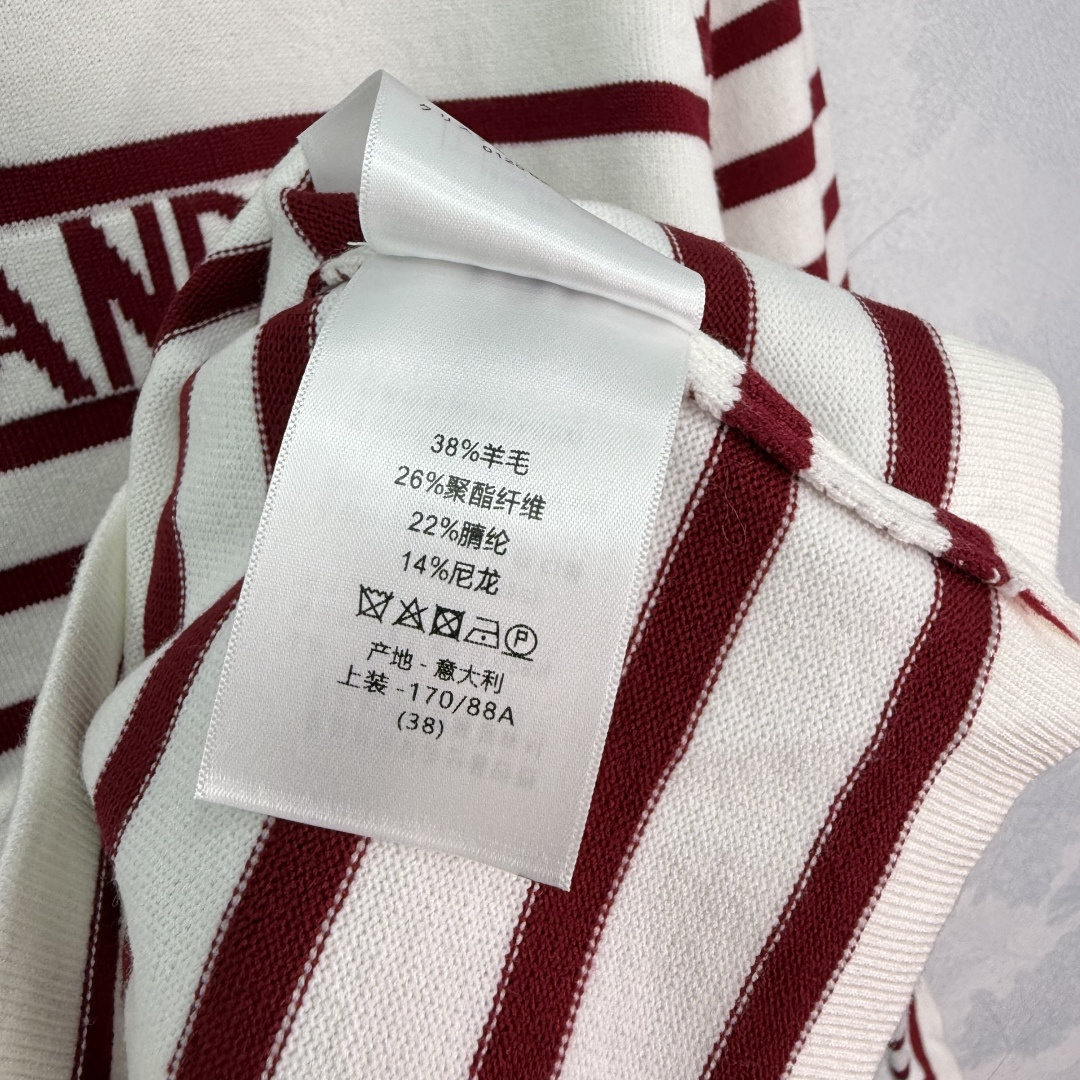 AND
38%羊毛
26%聚酯纤维
22%腈纶
14%尼龙
P
产地 - 意大利
上装 -170/88A
(38)